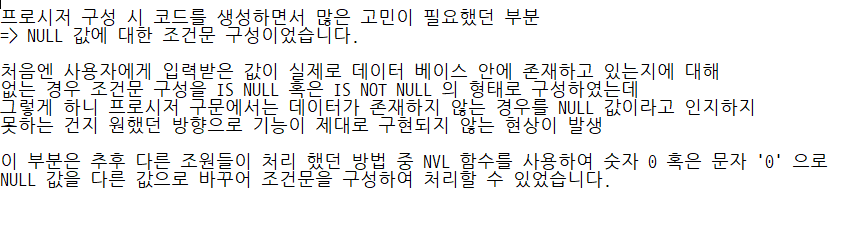 프로시저 구성 시 코드를 생성하면서 많은 고민이 필요했던 부분
=> NULL 값에 대한 조건문 구성이었습니다.
처음엔 사용자에게 입력받은 값이 실제로 데이터 베이스 안에 존재하고 있는지에 대해
없는 경우 조건문 구성을 IS NULL 혹은 IS NOT NULL 의 형태로 구성하였는데
그렇게 하니 프로시저 구문에서는 데이터가 존재하지 않는 경우를 NULL 값이라고 인지하지
못하는 건지 원했던 방향으로 기능이 제대로 구현되지 않는 현상이 발생
이 부분은 추후 다른 조원들이 처리 했던 방법 중 NVL 함수를 사용하여 숫자 0 혹은 문자 '0' 으로
NULL 값을 다른 값으로 바꾸어 조건문을 구성하여 처리할 수 있었습니다.